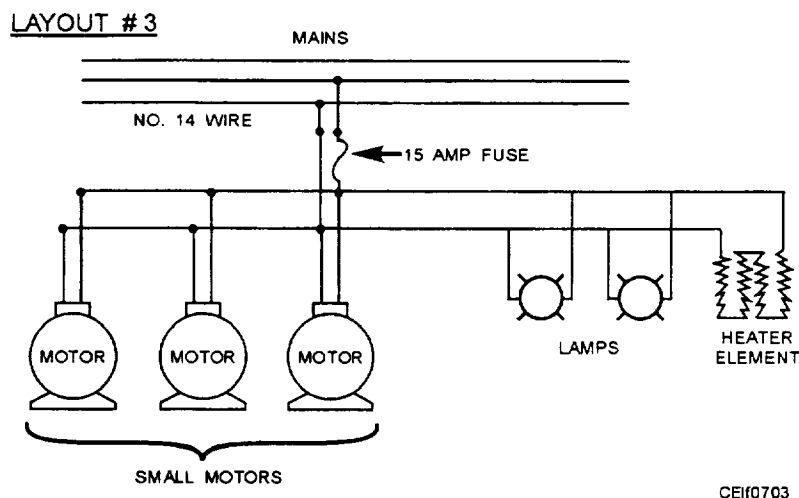 LAYOUT #3
MAINS
NO. 14 WIRE
15 AMP FUSE
MOTOR
MOTOR
MOTOR
LAMPS
HEATER
ELEMENT
SMALL MOTORS
CEIf0703